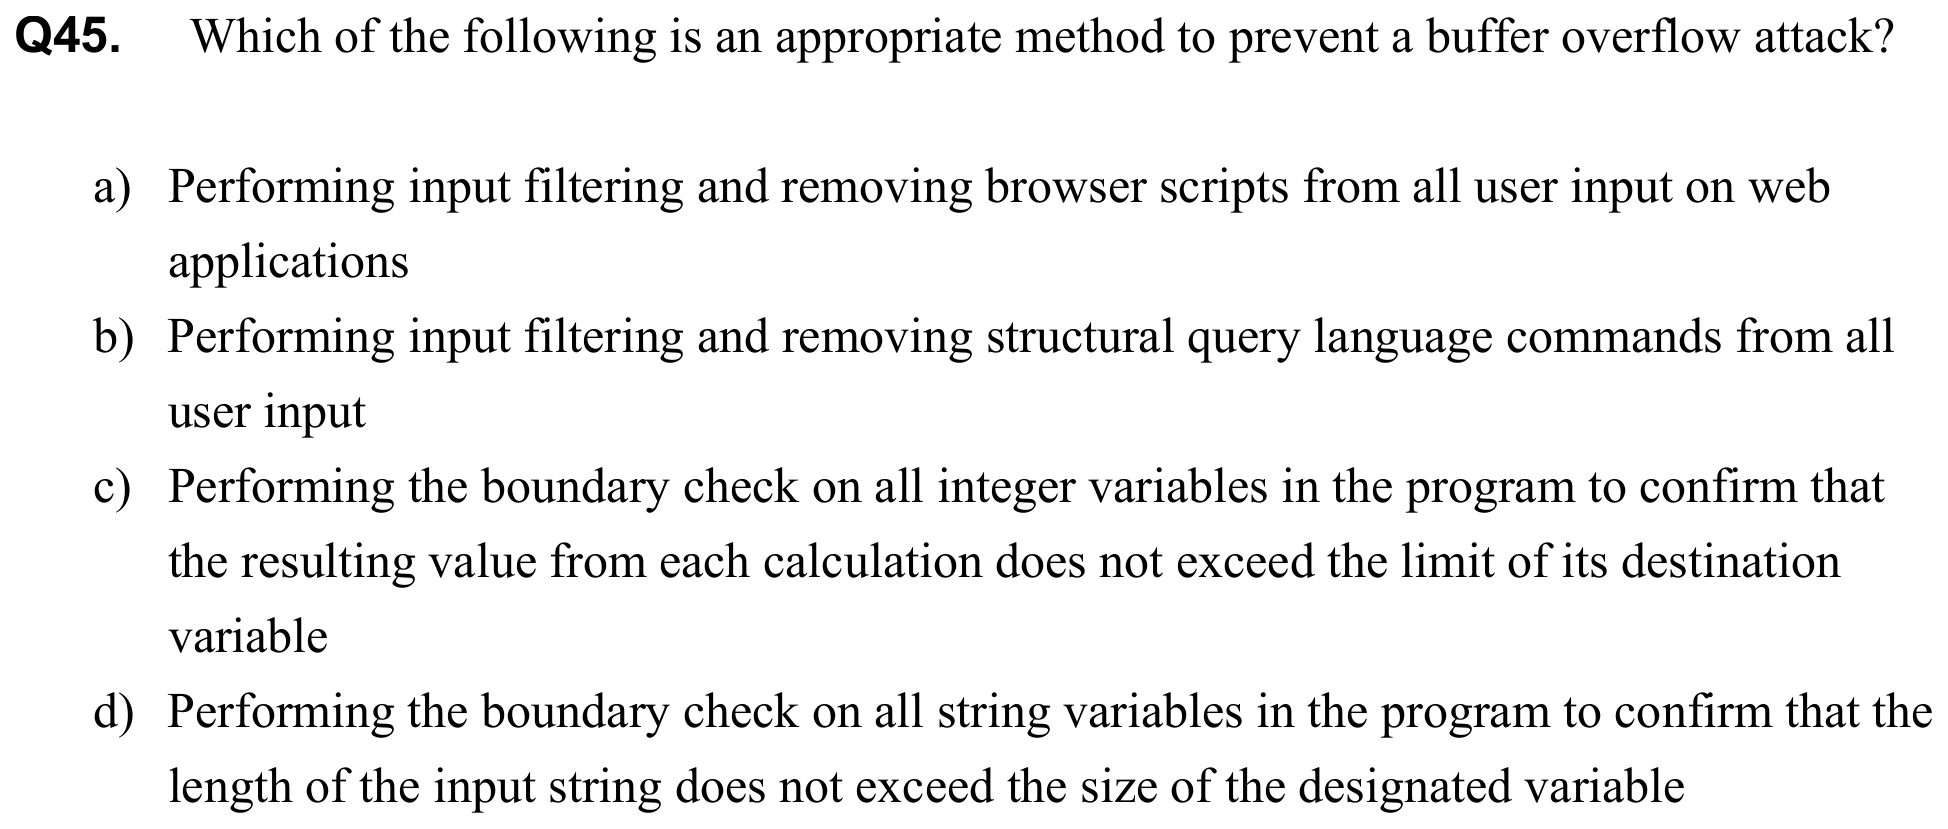 Q45. Which of the following is an appropriate method to prevent a buffer overflow attack?
a) Performing input filtering and removing browser scripts from all user input on web
applications
b) Performing input filtering and removing structural query language commands from all
user input
c) Performing the boundary check on all integer variables in the program to confirm that
the resulting value from each calculation does not exceed the limit of its destination
variable
d) Performing the boundary check on all string variables in the program to confirm that the
length of the input string does not exceed the size of the designated variable